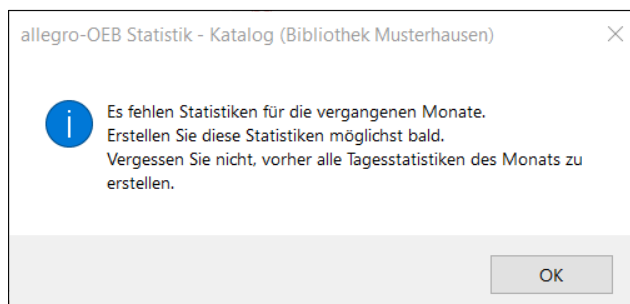 allegro-OEB Statistik - Katalog (Bibliothek Musterhausen)
Es fehlen Statistiken für die vergangenen Monate.
Erstellen Sie diese Statistiken möglichst bald.
Vergessen Sie nicht, vorher alle Tagesstatistiken des Monats zu
erstellen.
OK